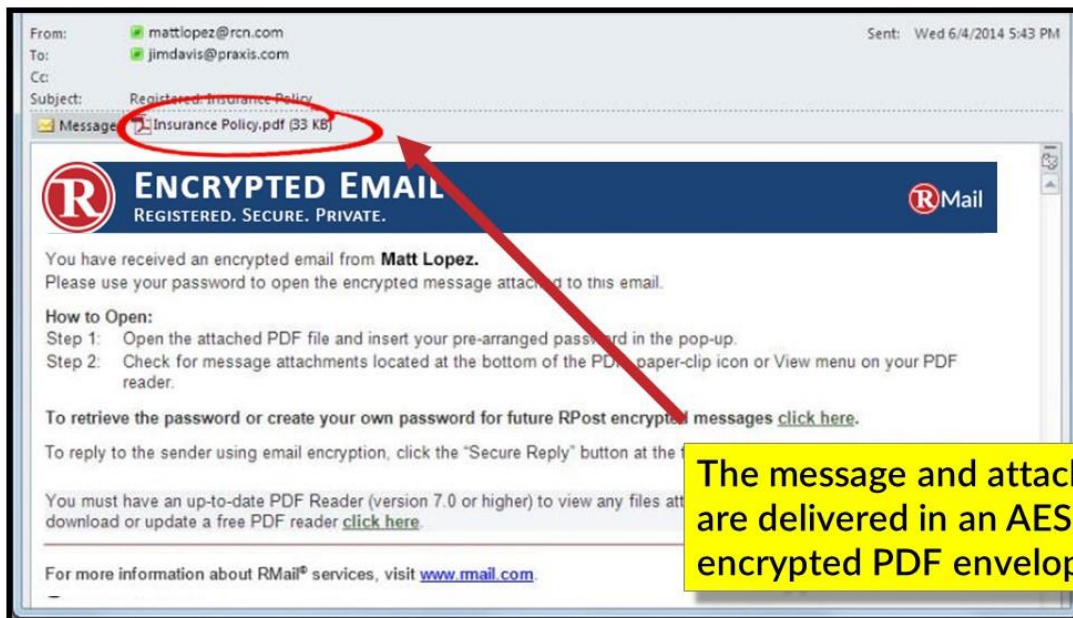 From: mattlopez@rcn.com Sent: Wed 6/4/2014 5:43 PM
To: jimdavis@praxis.com
Cc:
Subject: Registered: Insurance Policy
Message Insurance Policy.pdf (33 KB)
R ENCRYPTED EMAIL
REGISTERED. SECURE. PRIVATE.
RMail
You have received an encrypted email from Matt Lopez.
Please use your password to open the encrypted message attached to this email.
How to Open:
Step 1: Open the attached PDF file and insert your pre-arranged password in the pop-up.
Step 2: Check for message attachments located at the bottom of the PDF, paper-clip icon or View menu on your PDF
reader.
To retrieve the password or create your own password for future RPost encrypted messages click here.
To reply to the sender using email encryption, click the “Secure Reply” button at the
You must have an up-to-date PDF Reader (version 7.0 or higher) to view any files
download or update a free PDF reader click here.
For more information about RMail® services, visit www.rmail.com.
The message and
are delivered in an AES
encrypted PDF